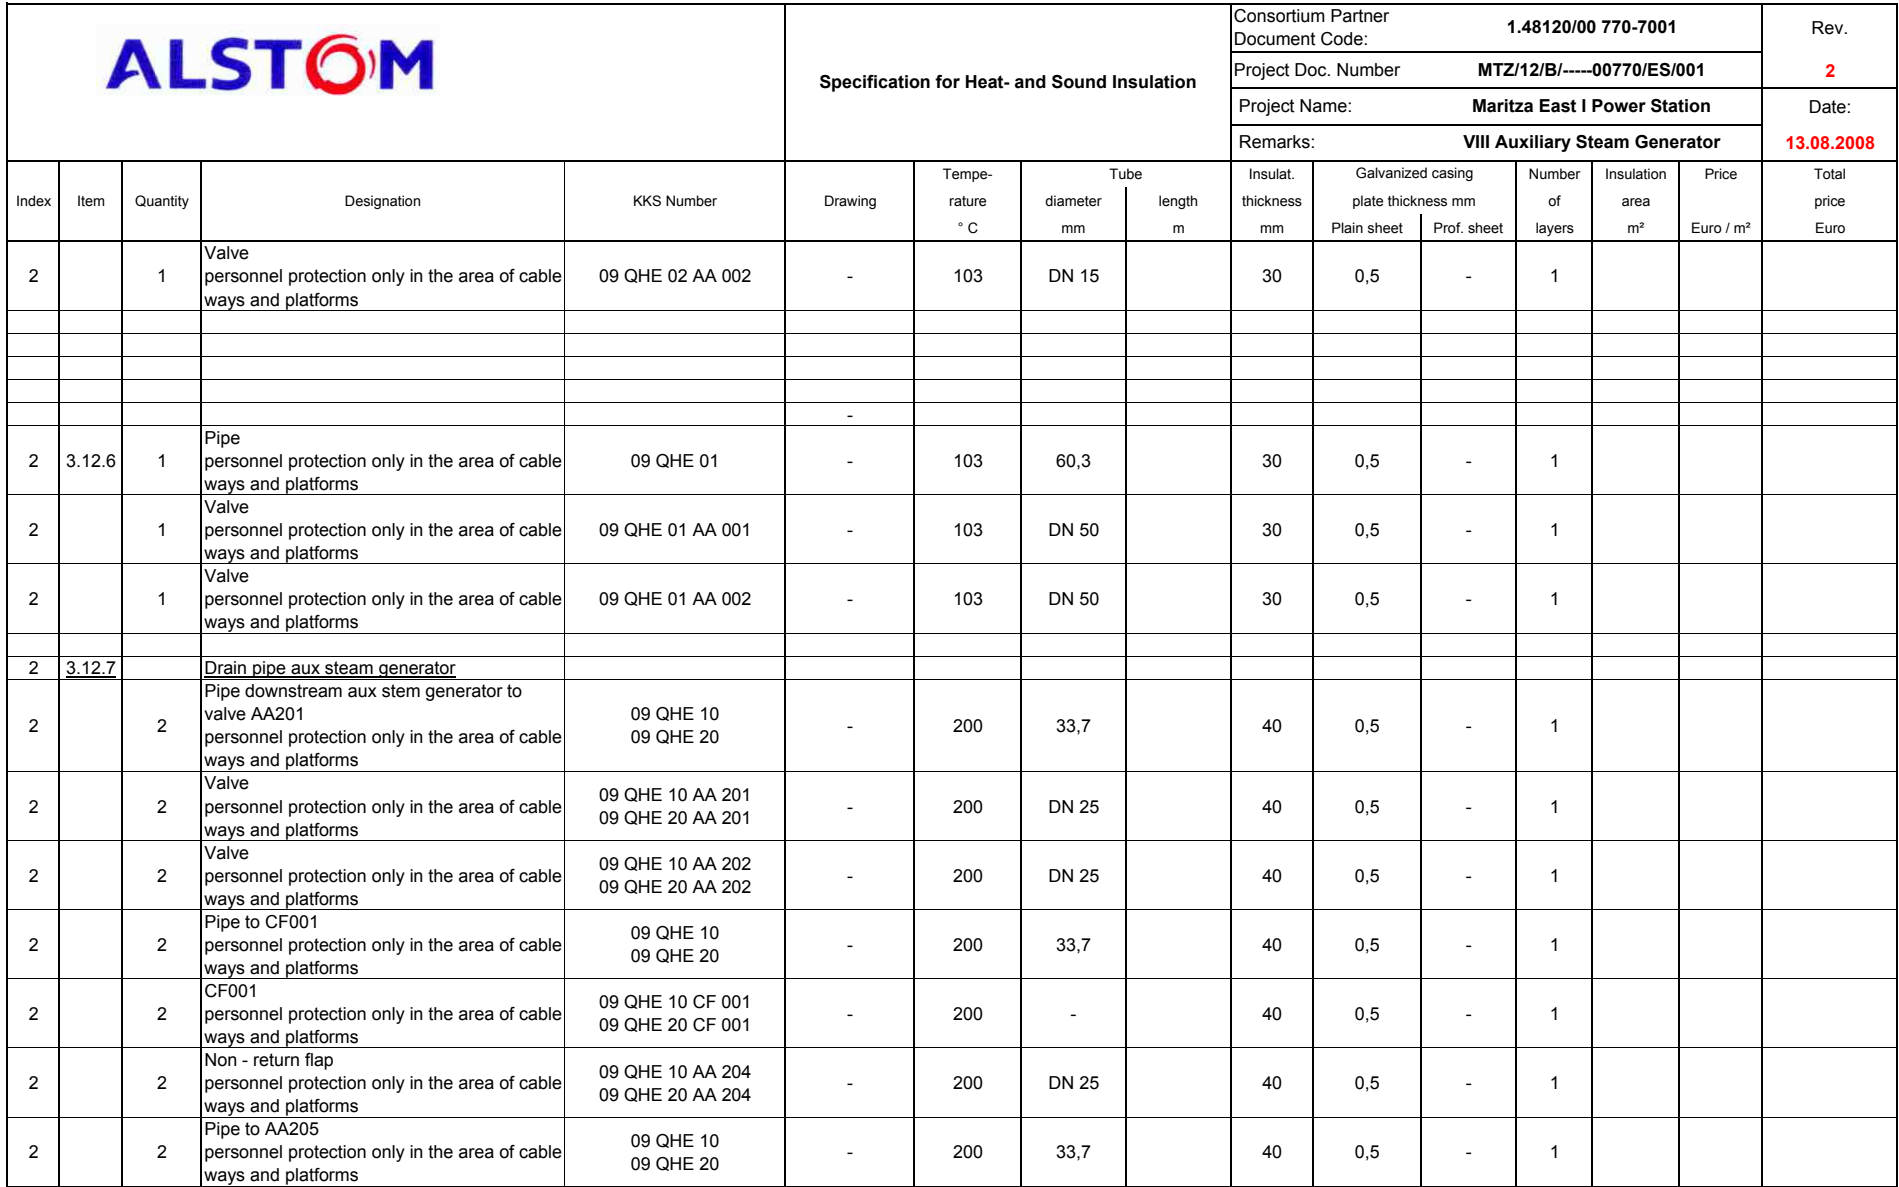 ALSTOM
Specification for Heat- and Sound Insulation
Consortium Partner
Document Code:
1.48120/00 770-7001
Rev.
Project Doc. Number MTZ/12/B/-----00770/ES/001
2
Project Name: Maritza East I Power Station
Date:
Remarks: VIII Auxiliary Steam Generator
13.08.2008
Tempe- Tube Insulat. Galvanized casing Number Insulation Price Total
Index Item Quantity Designation KKS Number Drawing rature diameter length thickness plate thickness mm of area price
° C mm m mm Plain sheet Prof. sheet layers m² Euro / m² Euro
Valve
2 1 personnel protection only in the area of cable 09 QHE 02 AA 002 - 103 DN 15 30 0,5 - 1
ways and platforms
-
Pipe
2 3.12.6 1 personnel protection only in the area of cable 09 QHE 01 - 103 60,3 30 0,5 - 1
ways and platforms
Valve
2 1 personnel protection only in the area of cable 09 QHE 01 AA 001 - 103 DN 50 30 0,5 - 1
ways and platforms
Valve
2 1 personnel protection only in the area of cable 09 QHE 01 AA 002 - 103 DN 50 30 0,5 - 1
ways and platforms
2 3.12.7 Drain pipe aux steam generator
Pipe downstream aux stem generator to
valve AA201
personnel protection only in the area of cable
ways and platforms
2 2 09 QHE 10 - 200 33,7 40 0,5 - 1
09 QHE 20
Valve
personnel protection only in the area of cable
ways and platforms
2 2 09 QHE 10 AA 201 - 200 DN 25 40 0,5 - 1
09 QHE 20 AA 201
Valve
personnel protection only in the area of cable
ways and platforms
2 2 09 QHE 10 AA 202 - 200 DN 25 40 0,5 - 1
09 QHE 20 AA 202
Pipe to CF001
personnel protection only in the area of cable
ways and platforms
2 2 09 QHE 10 - 200 33,7 40 0,5 - 1
09 QHE 20
CF001
personnel protection only in the area of cable
ways and platforms
2 2 09 QHE 10 CF 001 - 200 - 40 0,5 - 1
09 QHE 20 CF 001
Non - return flap
personnel protection only in the area of cable
ways and platforms
2 2 09 QHE 10 AA 204 - 200 DN 25 40 0,5 - 1
09 QHE 20 AA 204
Pipe to AA205
personnel protection only in the area of cable
ways and platforms
2 2 09 QHE 10 - 200 33,7 40 0,5 - 1
09 QHE 20